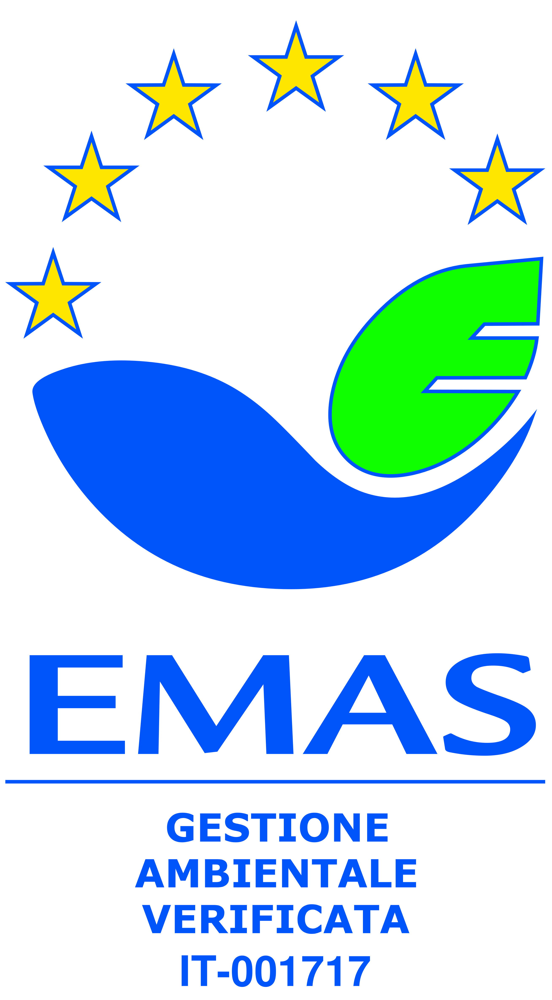 EMAS
GESTIONE
AMBIENTALE
VERIFICATA
IT-001717